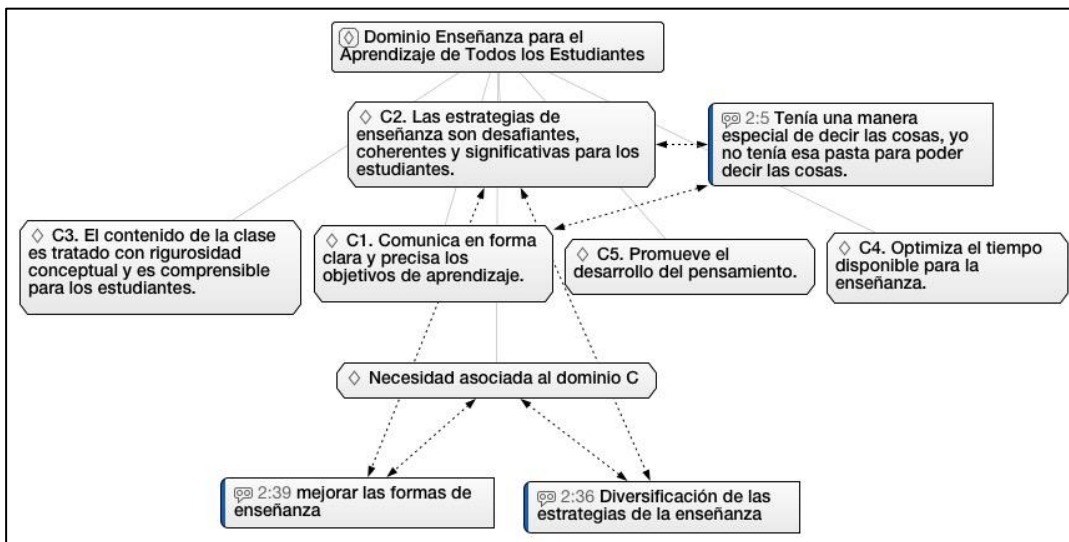 Dominio Enseñanza para el
Aprendizaje de Todos los Estudiantes
C2. Las estrategias de
enseñanza son desafiantes,
coherentes y significativas para los
estudiantes.
2:5 Tenía una manera
especial de decir las cosas, yo
no tenía esa pasta para poder
decir las cosas.
C3. El contenido de la clase
es tratado con rigurosidad
conceptual y es comprensible
para los estudiantes.
C1. Comunica en forma
clara y precisa los
objetivos de aprendizaje.
C5. Promueve el
desarrollo del pensamiento.
C4. Optimiza el tiempo
disponible para la
enseñanza.
Necesidad asociada al dominio C
2:39 mejorar las formas de
enseñanza
2:36 Diversificación de las
estrategias de la enseñanza